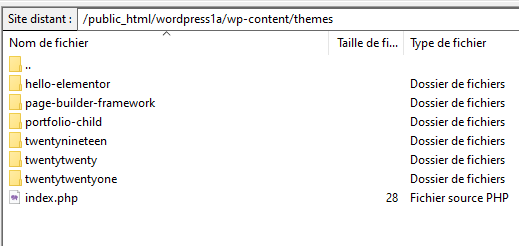 Site distant : /public_html/wordpress1a/wp-content/themes
Nom de fichier Taille de fi... Type de fichier
..
hello-elementor Dossier de fichiers
page-builder-framework Dossier de fichiers
portfolio-child Dossier de fichiers
twentynineteen Dossier de fichiers
twentytwenty Dossier de fichiers
twentytwentyone Dossier de fichiers
index.php 28 Fichier source PHP